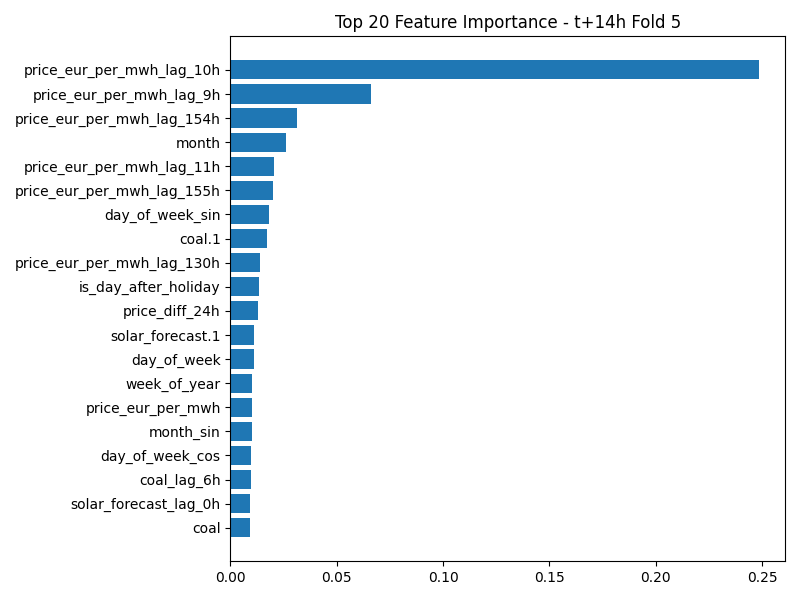 Top 20 Feature Importance - t+14h Fold 5
price_eur_per_mwh_lag_10h
price_eur_per_mwh_lag_9h
price_eur_per_mwh_lag_154h
month
price_eur_per_mwh_lag_11h
price_eur_per_mwh_lag_155h
day_of_week_sin
coal.1
price_eur_per_mwh_lag_130h
is_day_after_holiday
price_diff_24h
solar_forecast.1
day_of_week
week_of_year
price_eur_per_mwh
month_sin
day_of_week_cos
coal_lag_6h
solar_forecast_lag_0h
coal
0.00 0.05 0.10 0.15 0.20 0.25